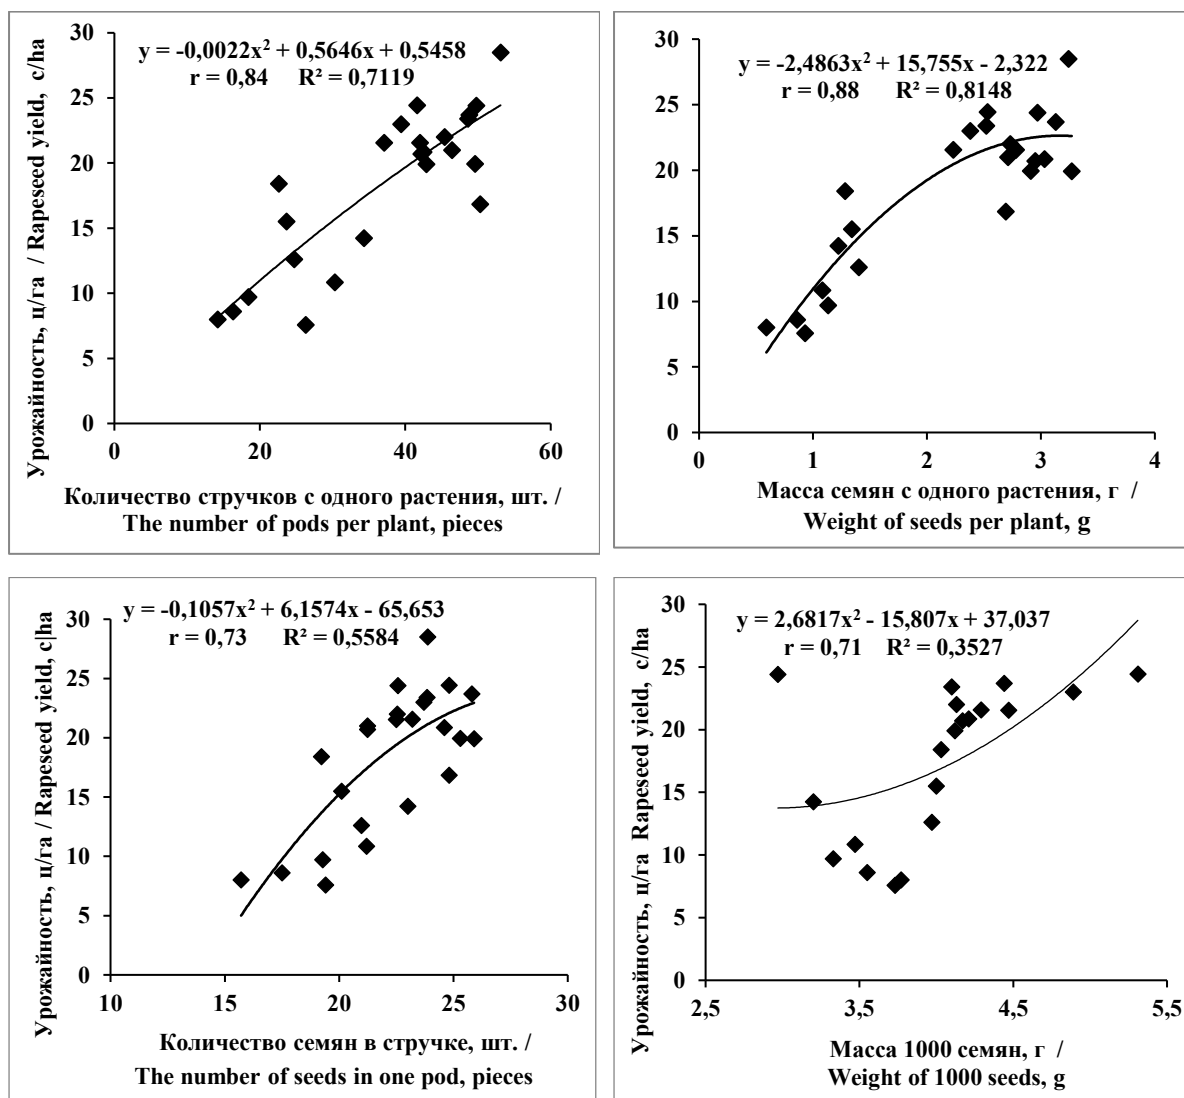 Урожайность, ц/га / Rapeseed yield, c/ha
y = -0,0022x² + 0,5646x + 0,5458
r = 0,84 R² = 0,7119
30
25
20
15
10
5
0
0 20 40 60
Количество стручков с одного растения, шт. /
The number of pods per plant, pieces
y = -2,4863x² + 15,755x - 2,322
r = 0,88 R² = 0,8148
30
25
20
15
10
5
0
0 1 2 3 4
Масса семян с одного растения, г /
Weight of seeds per plant, g
Урожайность, ц/га / Rapeseed yield, c|ha
y = -0,1057x² + 6,1574x - 65,653
r = 0,73 R² = 0,5584
30
25
20
15
10
5
0
10 15 20 25 30
Количество семян в стручке, шт. /
The number of seeds in one pod, pieces
Урожайность, ц/га Rapeseed yield, c/ha
y = 2,6817x² - 15,807x + 37,037
r = 0,71 R² = 0,3527
30
25
20
15
10
5
0
2,5 3,5 4,5 5,5
Масса 1000 семян, г /
Weight of 1000 seeds, g